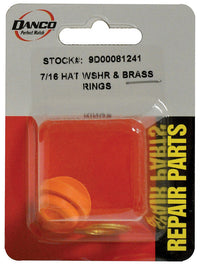 DANCO
Perfect Match
STOCK#: 9D00081241
7/16 HAT WSHR & BRASS
RINGS
REPAIR PARTS